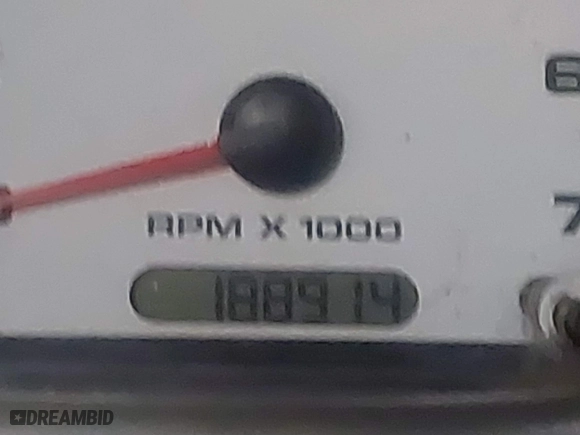 6
7
RPM X 1000
188914
DREAMBID